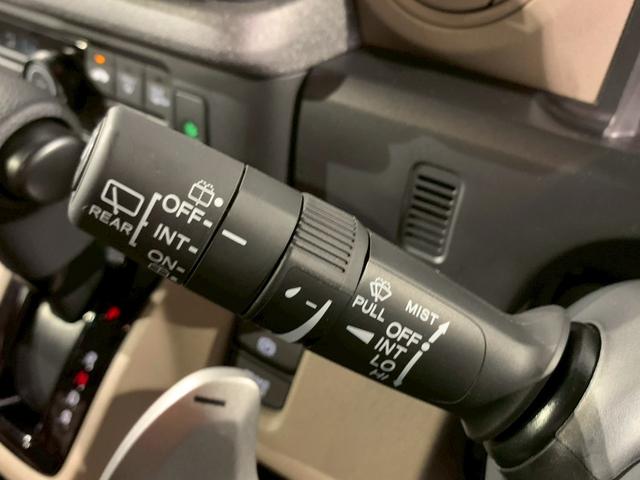 REAR
OFF
INT
ON
PULL
MIST
OFF
INT
LO
HI